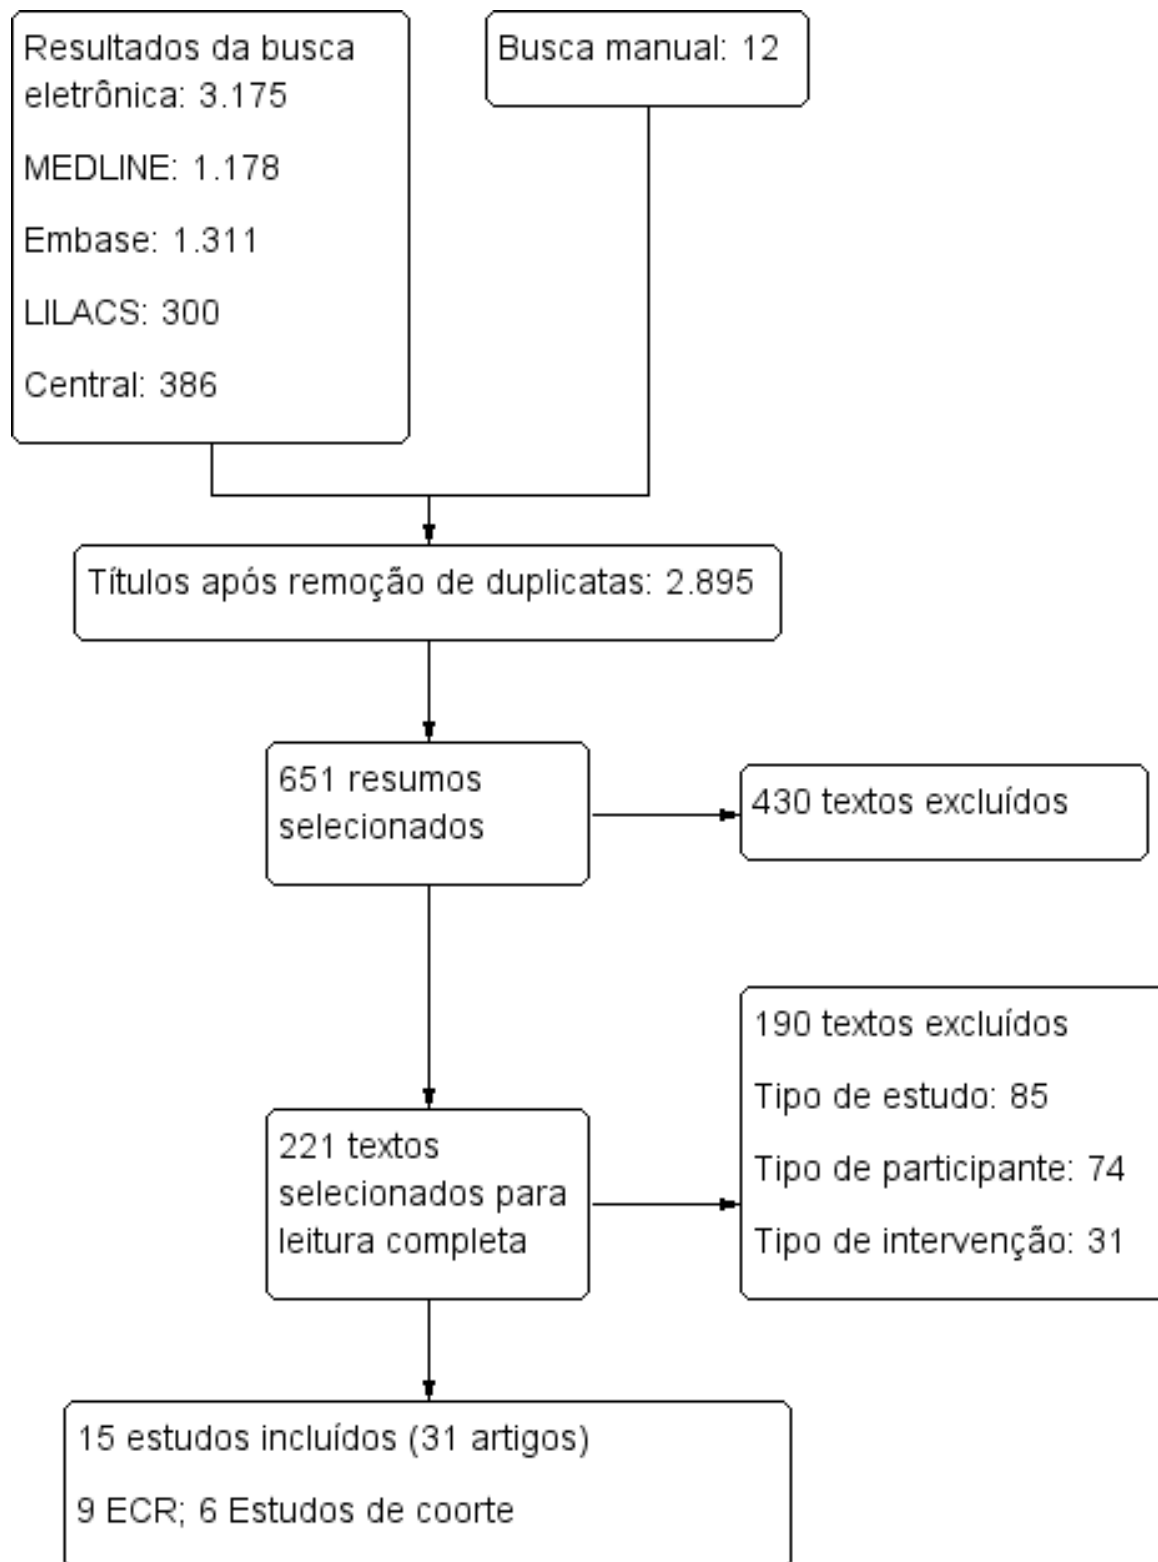 Resultados da busca
eletrônica: 3.175
MEDLINE: 1.178
Embase: 1.311
LILACS: 300
Central: 386
Busca manual: 12
Títulos após remoção de duplicatas: 2.895
651 resumos
selecionados
430 textos excluídos
221 textos
selecionados para
leitura completa
190 textos excluídos
Tipo de estudo: 85
Tipo de participante: 74
Tipo de intervenção: 31
15 estudos incluídos (31 artigos)
9 ECR; 6 Estudos de coorte